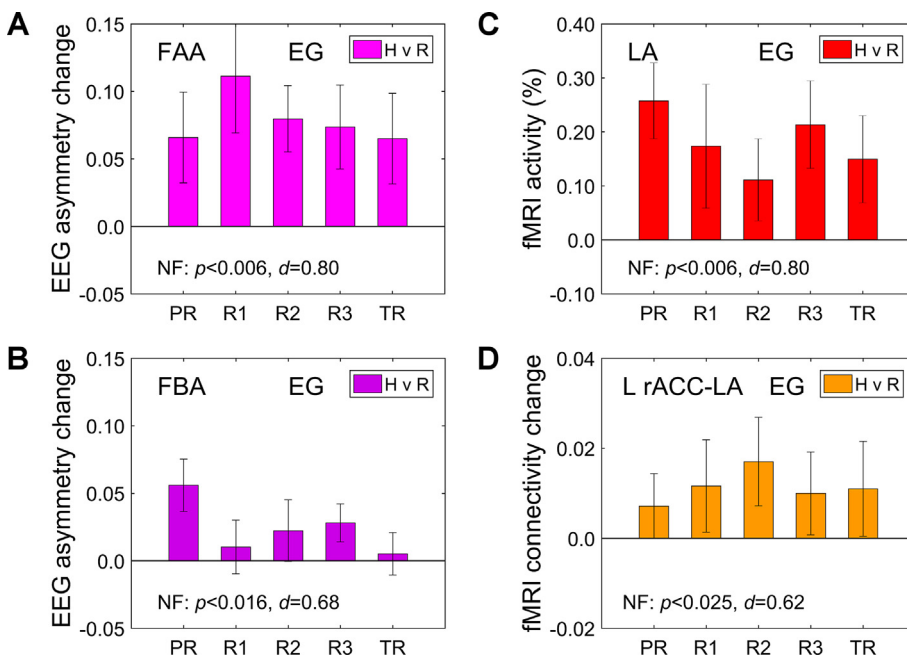 A
EEG asymmetry change
0.15
0.10
0.05
0.0
-0.05
FAA EG H v R
NF: p<0.006, d=0.80
PR R1 R2 R3 TR
C
fMRI activity (%)
0.40
0.30
0.20
0.10
0.0
-0.10
LA EG H v R
NF: p<0.006, d=0.80
PR R1 R2 R3 TR
B
EEG asymmetry change
0.15
0.10
0.05
0.0
-0.05
FBA EG H v R
NF: p<0.016, d=0.68
PR R1 R2 R3 TR
D
fMRI connectivity change
0.04
0.02
0.0
-0.02
L rACC-LA EG H v R
NF: p<0.025, d=0.62
PR R1 R2 R3 TR